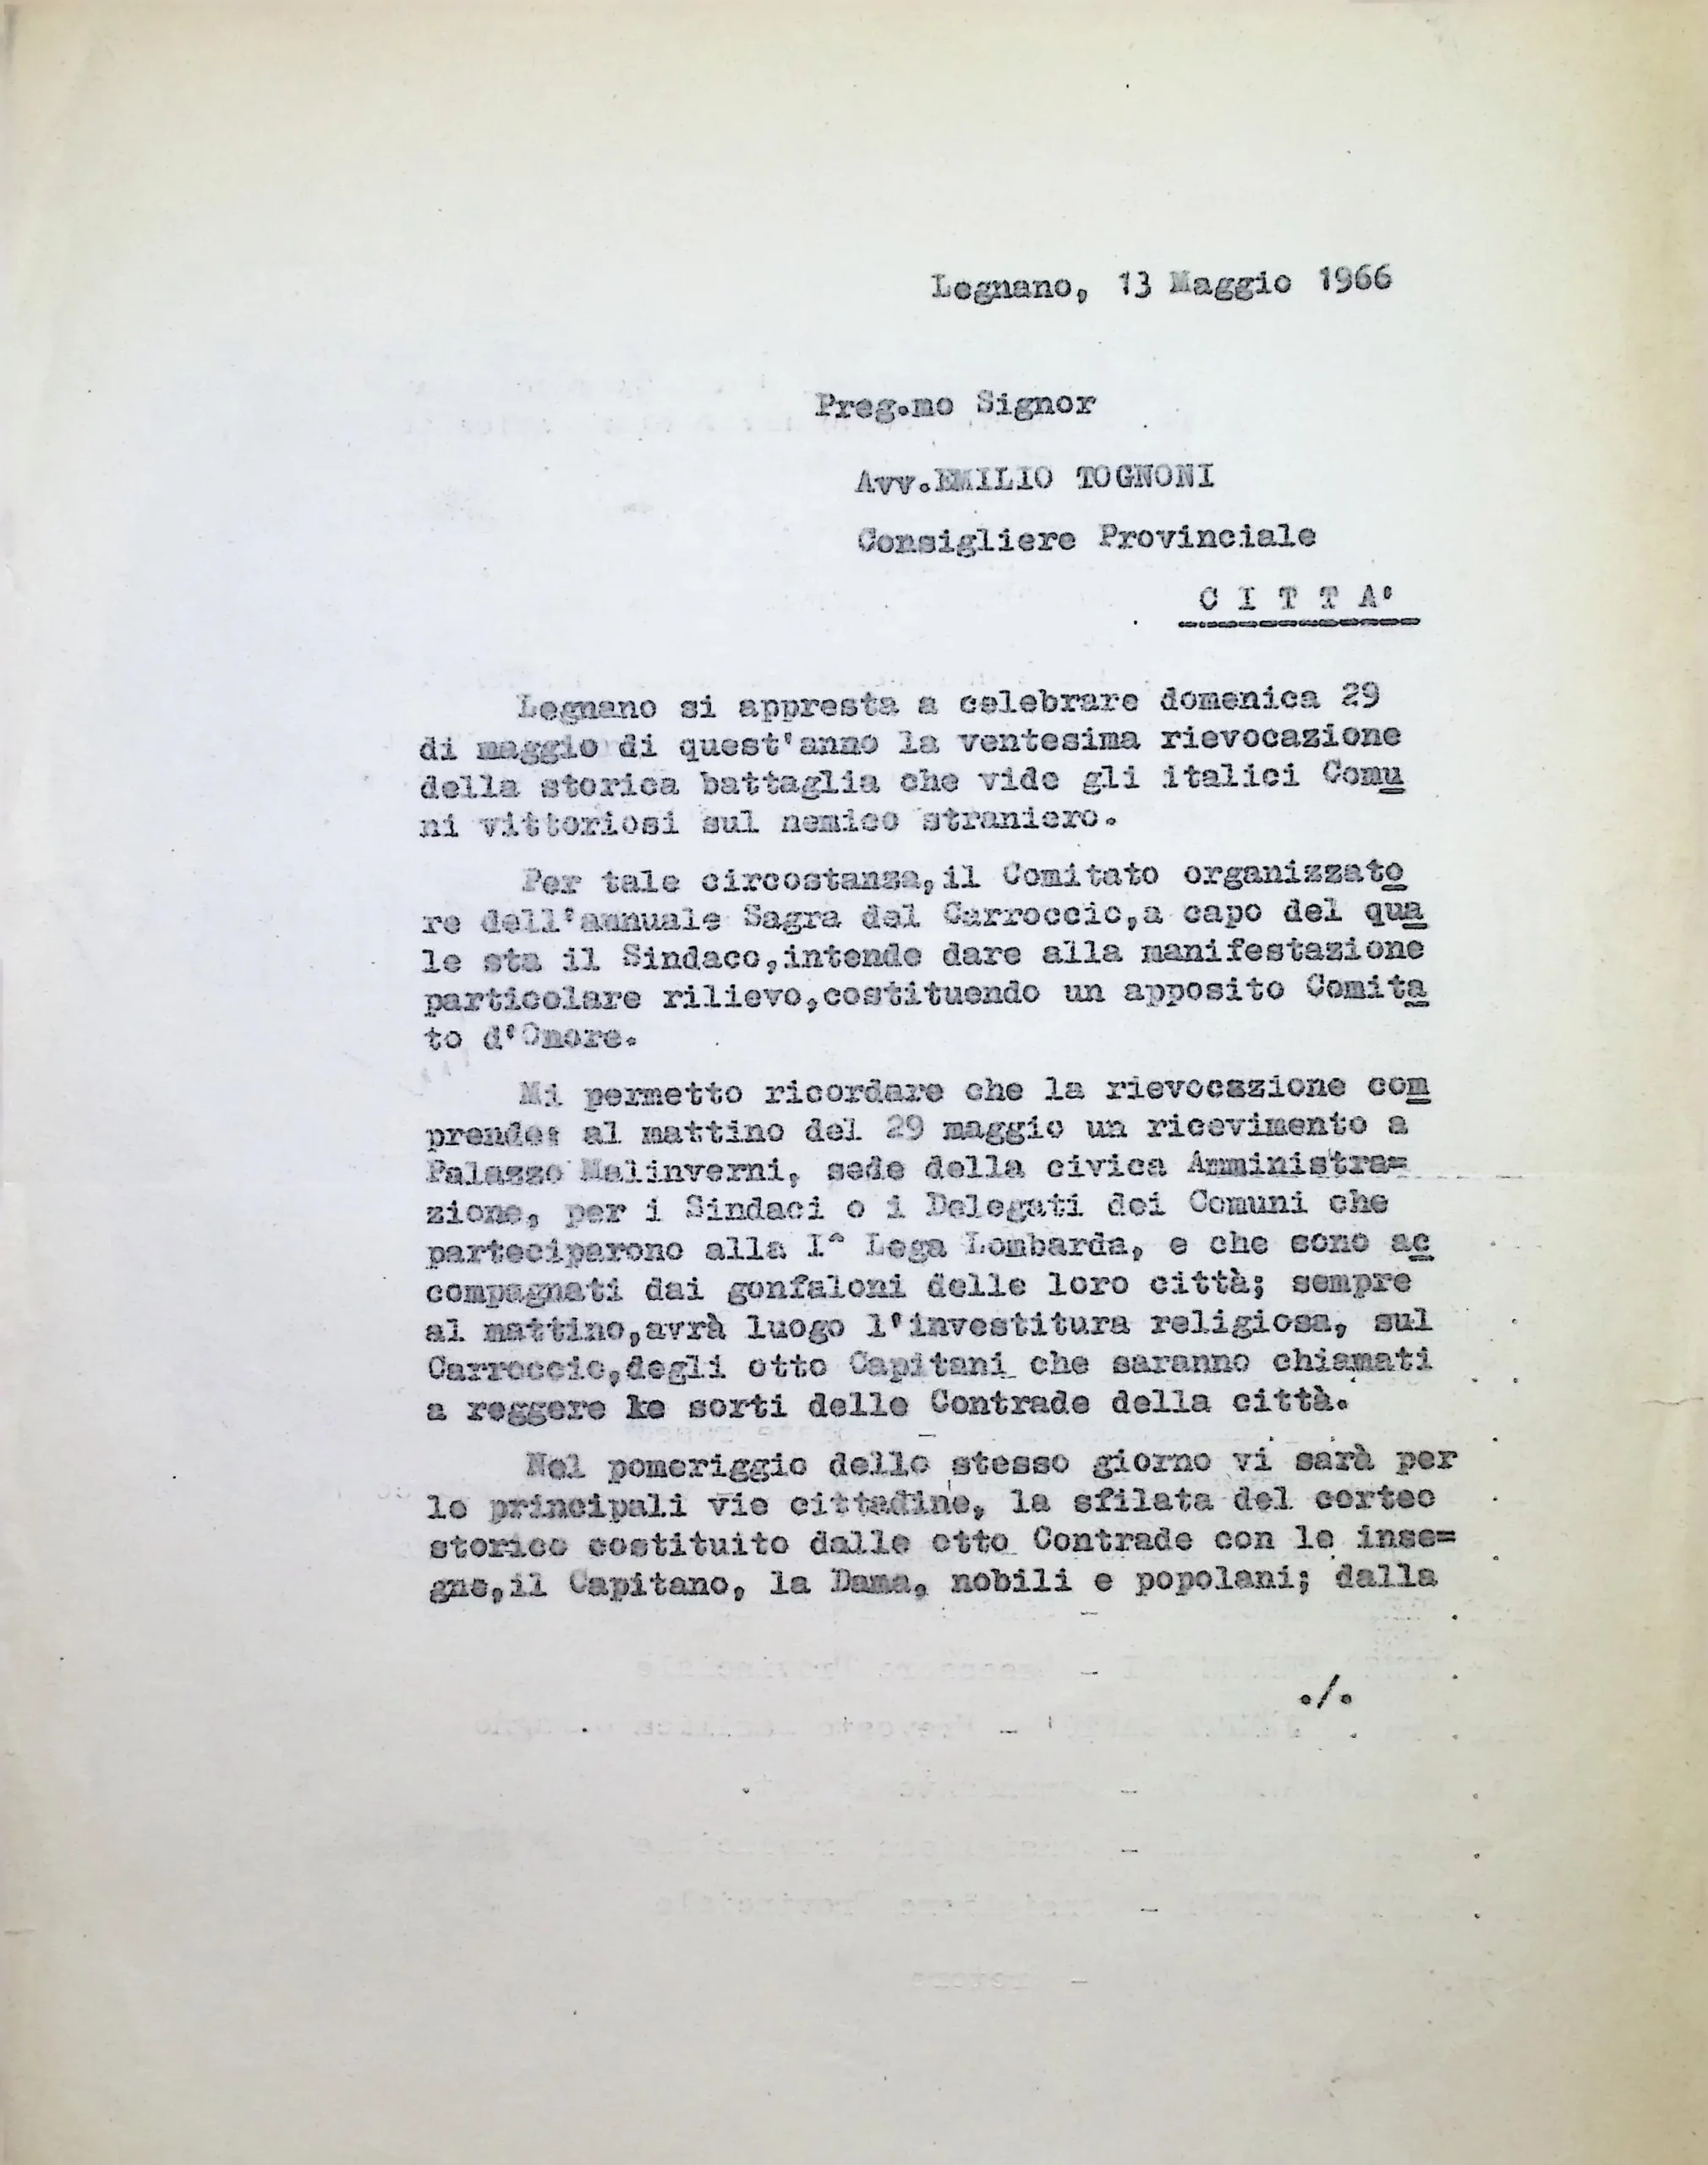 Legnano, 13 Maggio 1966
Preg.mo Signor
Avv.EMILIO TOGNONI
Consigliere Provinciale
C I T T A'
Legnano si appresta a celebrare domenica 29
di maggio di quest'anno la ventesima rievocazione
della storica battaglia che vide gli italici Comu
ni vittoriosi sul nemico straniero.
Per tale circostanza,il Comitato organizzato
re dell'annuale Sagra del Carroccio,a capo del qua
le sta il Sindaco,intende dare alla manifestazione
particolare rilievo,costituendo un apposito Comita
to d'Onore.
Mi permetto ricordare che la rievocazione com
prende: al mattino del 29 maggio un ricevimento a
Palazzo Malinverni, sede della civica Amministra=
zione, per i Sindaci o i Delegati dei Comuni che
parteciparono alla I^ Lega Lombarda, e che sono ac
compagnati dai gonfaloni delle loro città; sempre
al mattino,avrà luogo l'investitura religiosa, sul
Carroccio,degli otto Capitani che saranno chiamati
a reggere le sorti delle Contrade della città.
Nel pomeriggio dello stesso giorno vi sarà per
le principali vie cittadine, la sfilata del corteo
storico costituito dalle otto Contrade con le inse=
gne,il Capitano, la Dama, nobili e popolani; dalla
./.